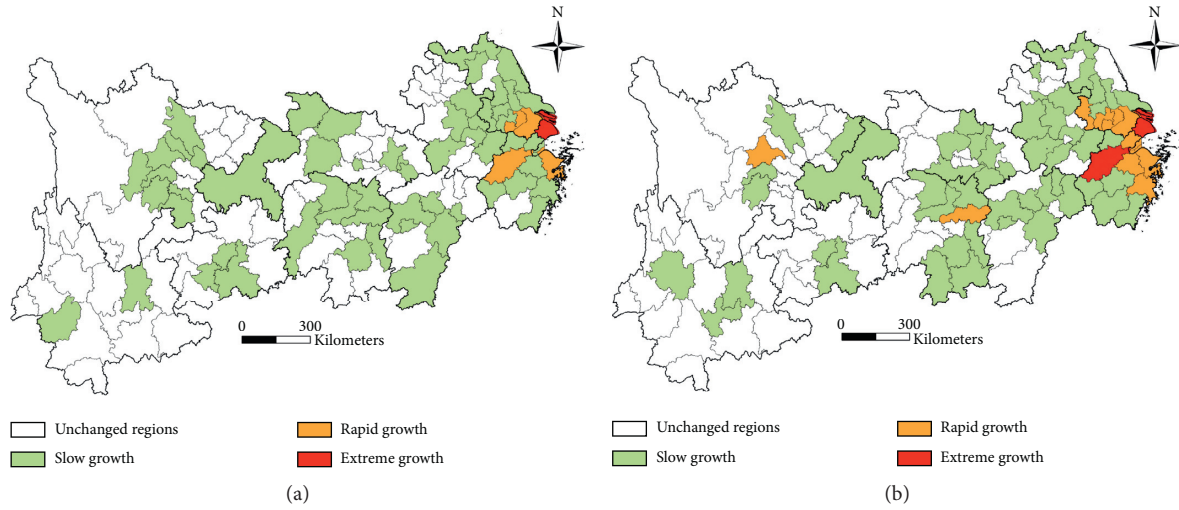 N
0 300
Kilometers
Unchanged regions
Rapid growth
Slow growth
Extreme growth
(a)
N
0 300
Kilometers
Unchanged regions
Rapid growth
Slow growth
Extreme growth
(b)